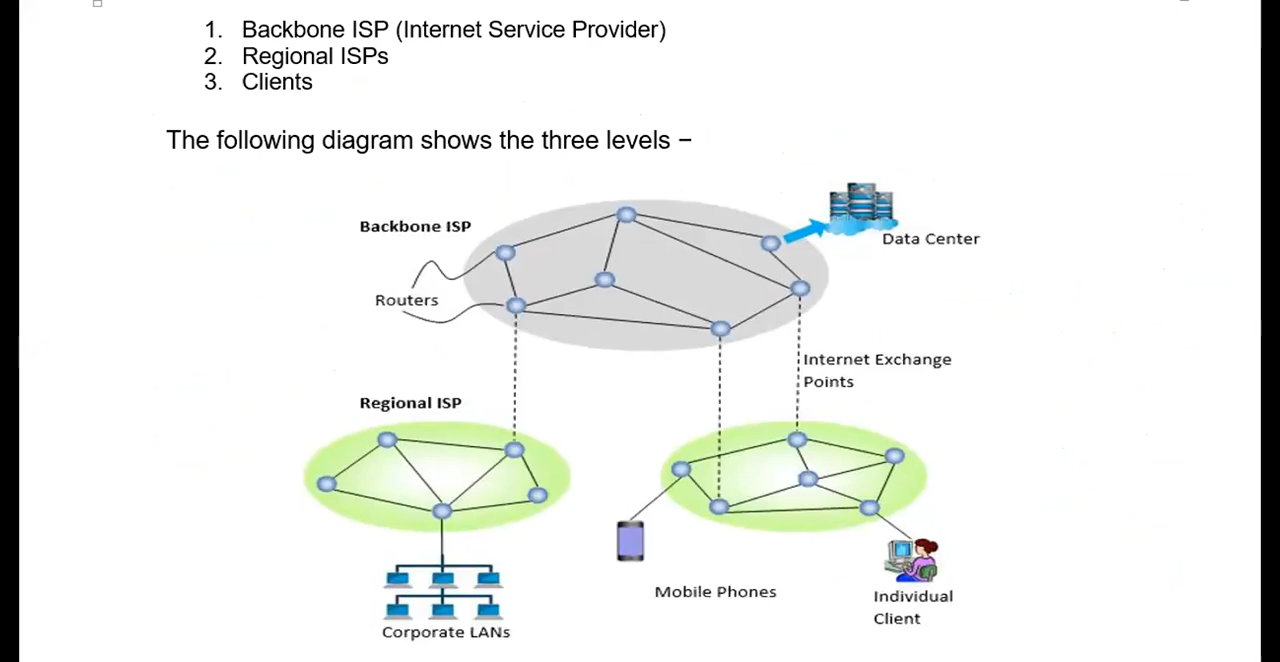 1. Backbone ISP (Internet Service Provider)
2. Regional ISPs
3. Clients
The following diagram shows the three levels −
Backbone ISP
Data Center
Routers
Internet Exchange
Points
Regional ISP
Mobile Phones
Individual
Client
Corporate LANs